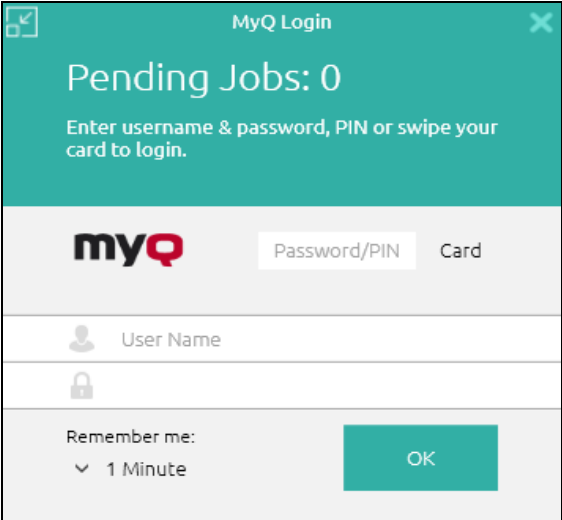 MyQ Login
Pending Jobs: 0
Enter username & password, PIN or swipe your
card to login.
myQ Password/PIN Card
User Name
Remember me:
1 Minute OK